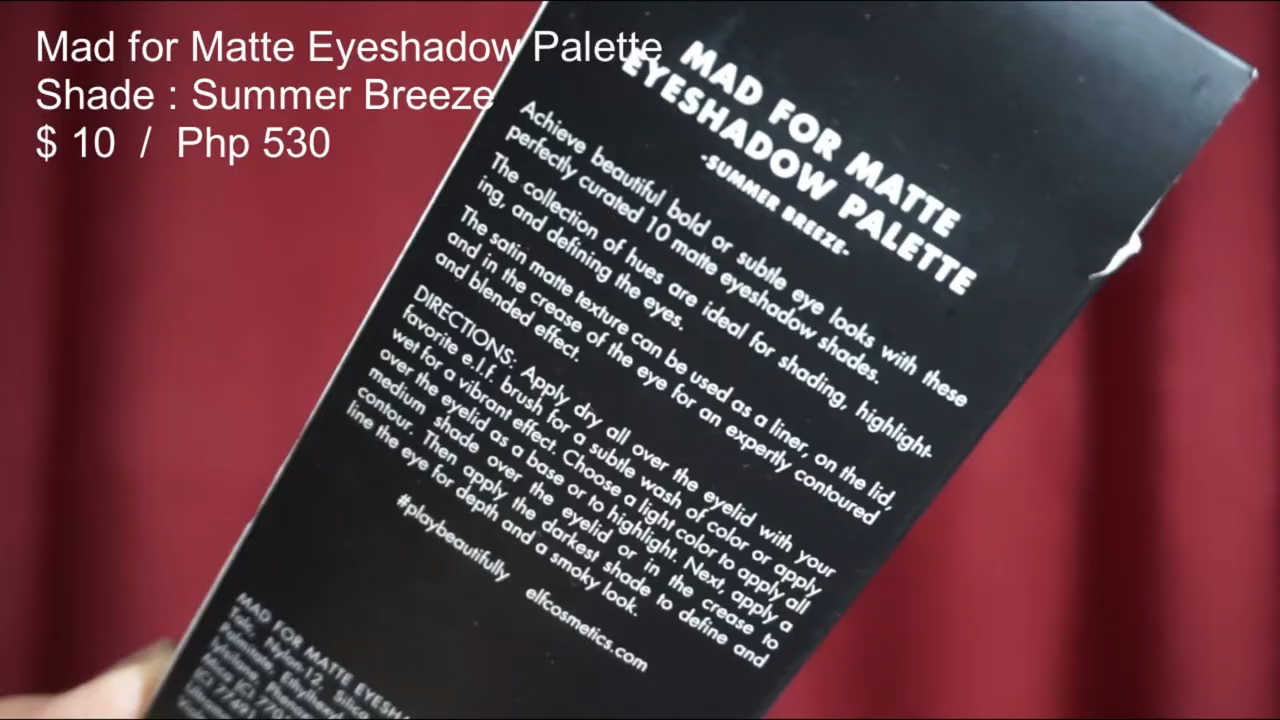 Mad for Matte Eyeshadow Palette
Shade : Summer Breeze
$ 10 / Php 530
MAD FOR MATTE
EYESHADOW PALETTE
-SUMMER BREEZE-
Achieve beautiful bold or subtle eye looks with these
perfectly curated 10 matte eyeshadow shades.
The collection of hues are ideal for shading, highlight-
ing, and defining the eyes.
The satin matte texture can be used as a liner, on the lid,
and in the crease of the eye for an expertly contoured
and blended effect.
DIRECTIONS: Apply dry all over the eyelid with your
favorite e.l.f. brush for a subtle wash of color or apply
wet for a vibrant effect. Choose a light color to apply all
over the eyelid as a base or to highlight. Next, apply a
medium shade over the eyelid or in the crease to
contour. Then apply the darkest shade to define and
line the eye for depth and a smoky look.
#playbeautifully elfcosmetics.com
MAD FOR MATTE
Talc, Nylon-12,